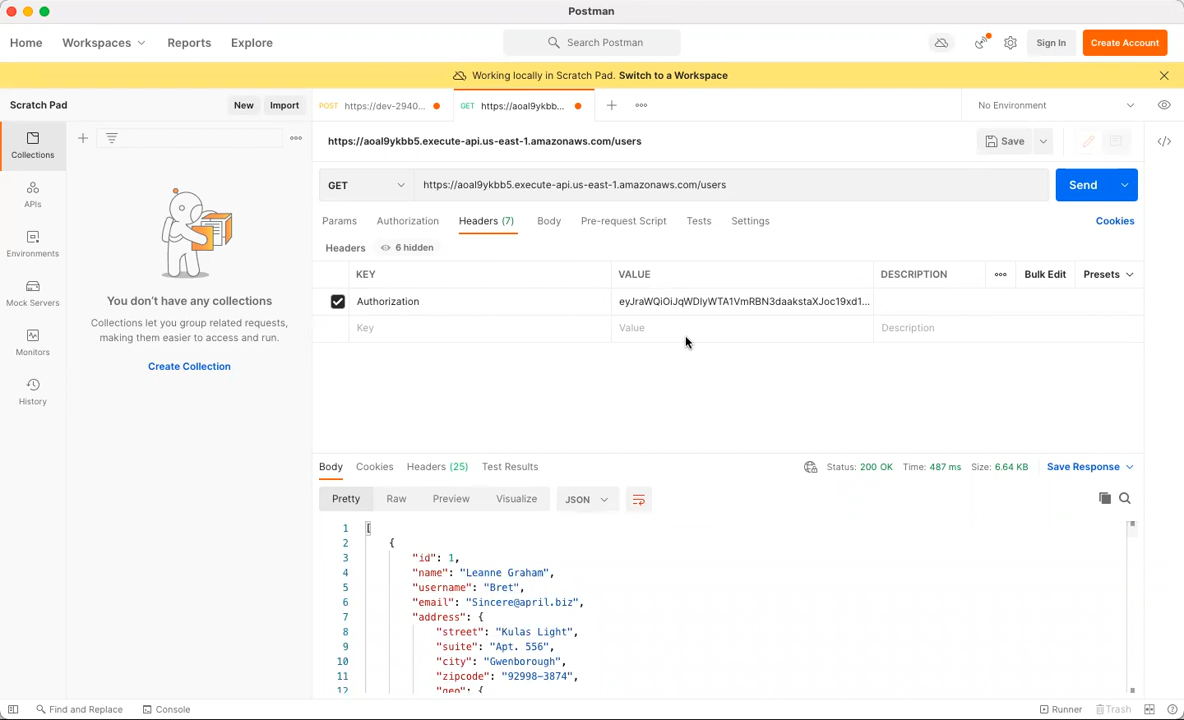 Postman
Home
Workspaces
Reports
Explore
Search Postman
Sign In
Create Account
Working locally in Scratch Pad. Switch to a Workspace
Scratch Pad
New
Import
POST https://dev-2940...
GET https://aoal9ykbb...
No Environment
Collections
APIs
Environments
Mock Servers
Monitors
History
You don't have any collections
Collections let you group related requests,
making them easier to access and run.
Create Collection
https://aoal9ykbb5.execute-api.us-east-1.amazonaws.com/users
Save
GET
https://aoal9ykbb5.execute-api.us-east-1.amazonaws.com/users
Send
Params
Authorization
Headers (7)
Body
Pre-request Script
Tests
Settings
Cookies
Headers
6 hidden
KEY
VALUE
DESCRIPTION
Bulk Edit
Presets
Authorization
eyJraWQiOiJqWDlyWTA1VmRBN3daakstaXJoc19xd1...
Key
Value
Description
Body
Cookies
Headers (25)
Test Results
Status: 200 OK
Time: 487 ms
Size: 6.64 KB
Save Response
Pretty
Raw
Preview
Visualize
JSON
1 [
2 {
3 "id": 1,
4 "name": "Leanne Graham",
5 "username": "Bret",
6 "email": "Sincere@april.biz",
7 "address": {
8 "street": "Kulas Light",
9 "suite": "Apt. 556",
10 "city": "Gwenborough",
11 "zipcode": "92998-3874",
12 "geo": {
Find and Replace
Console
Runner
Trash